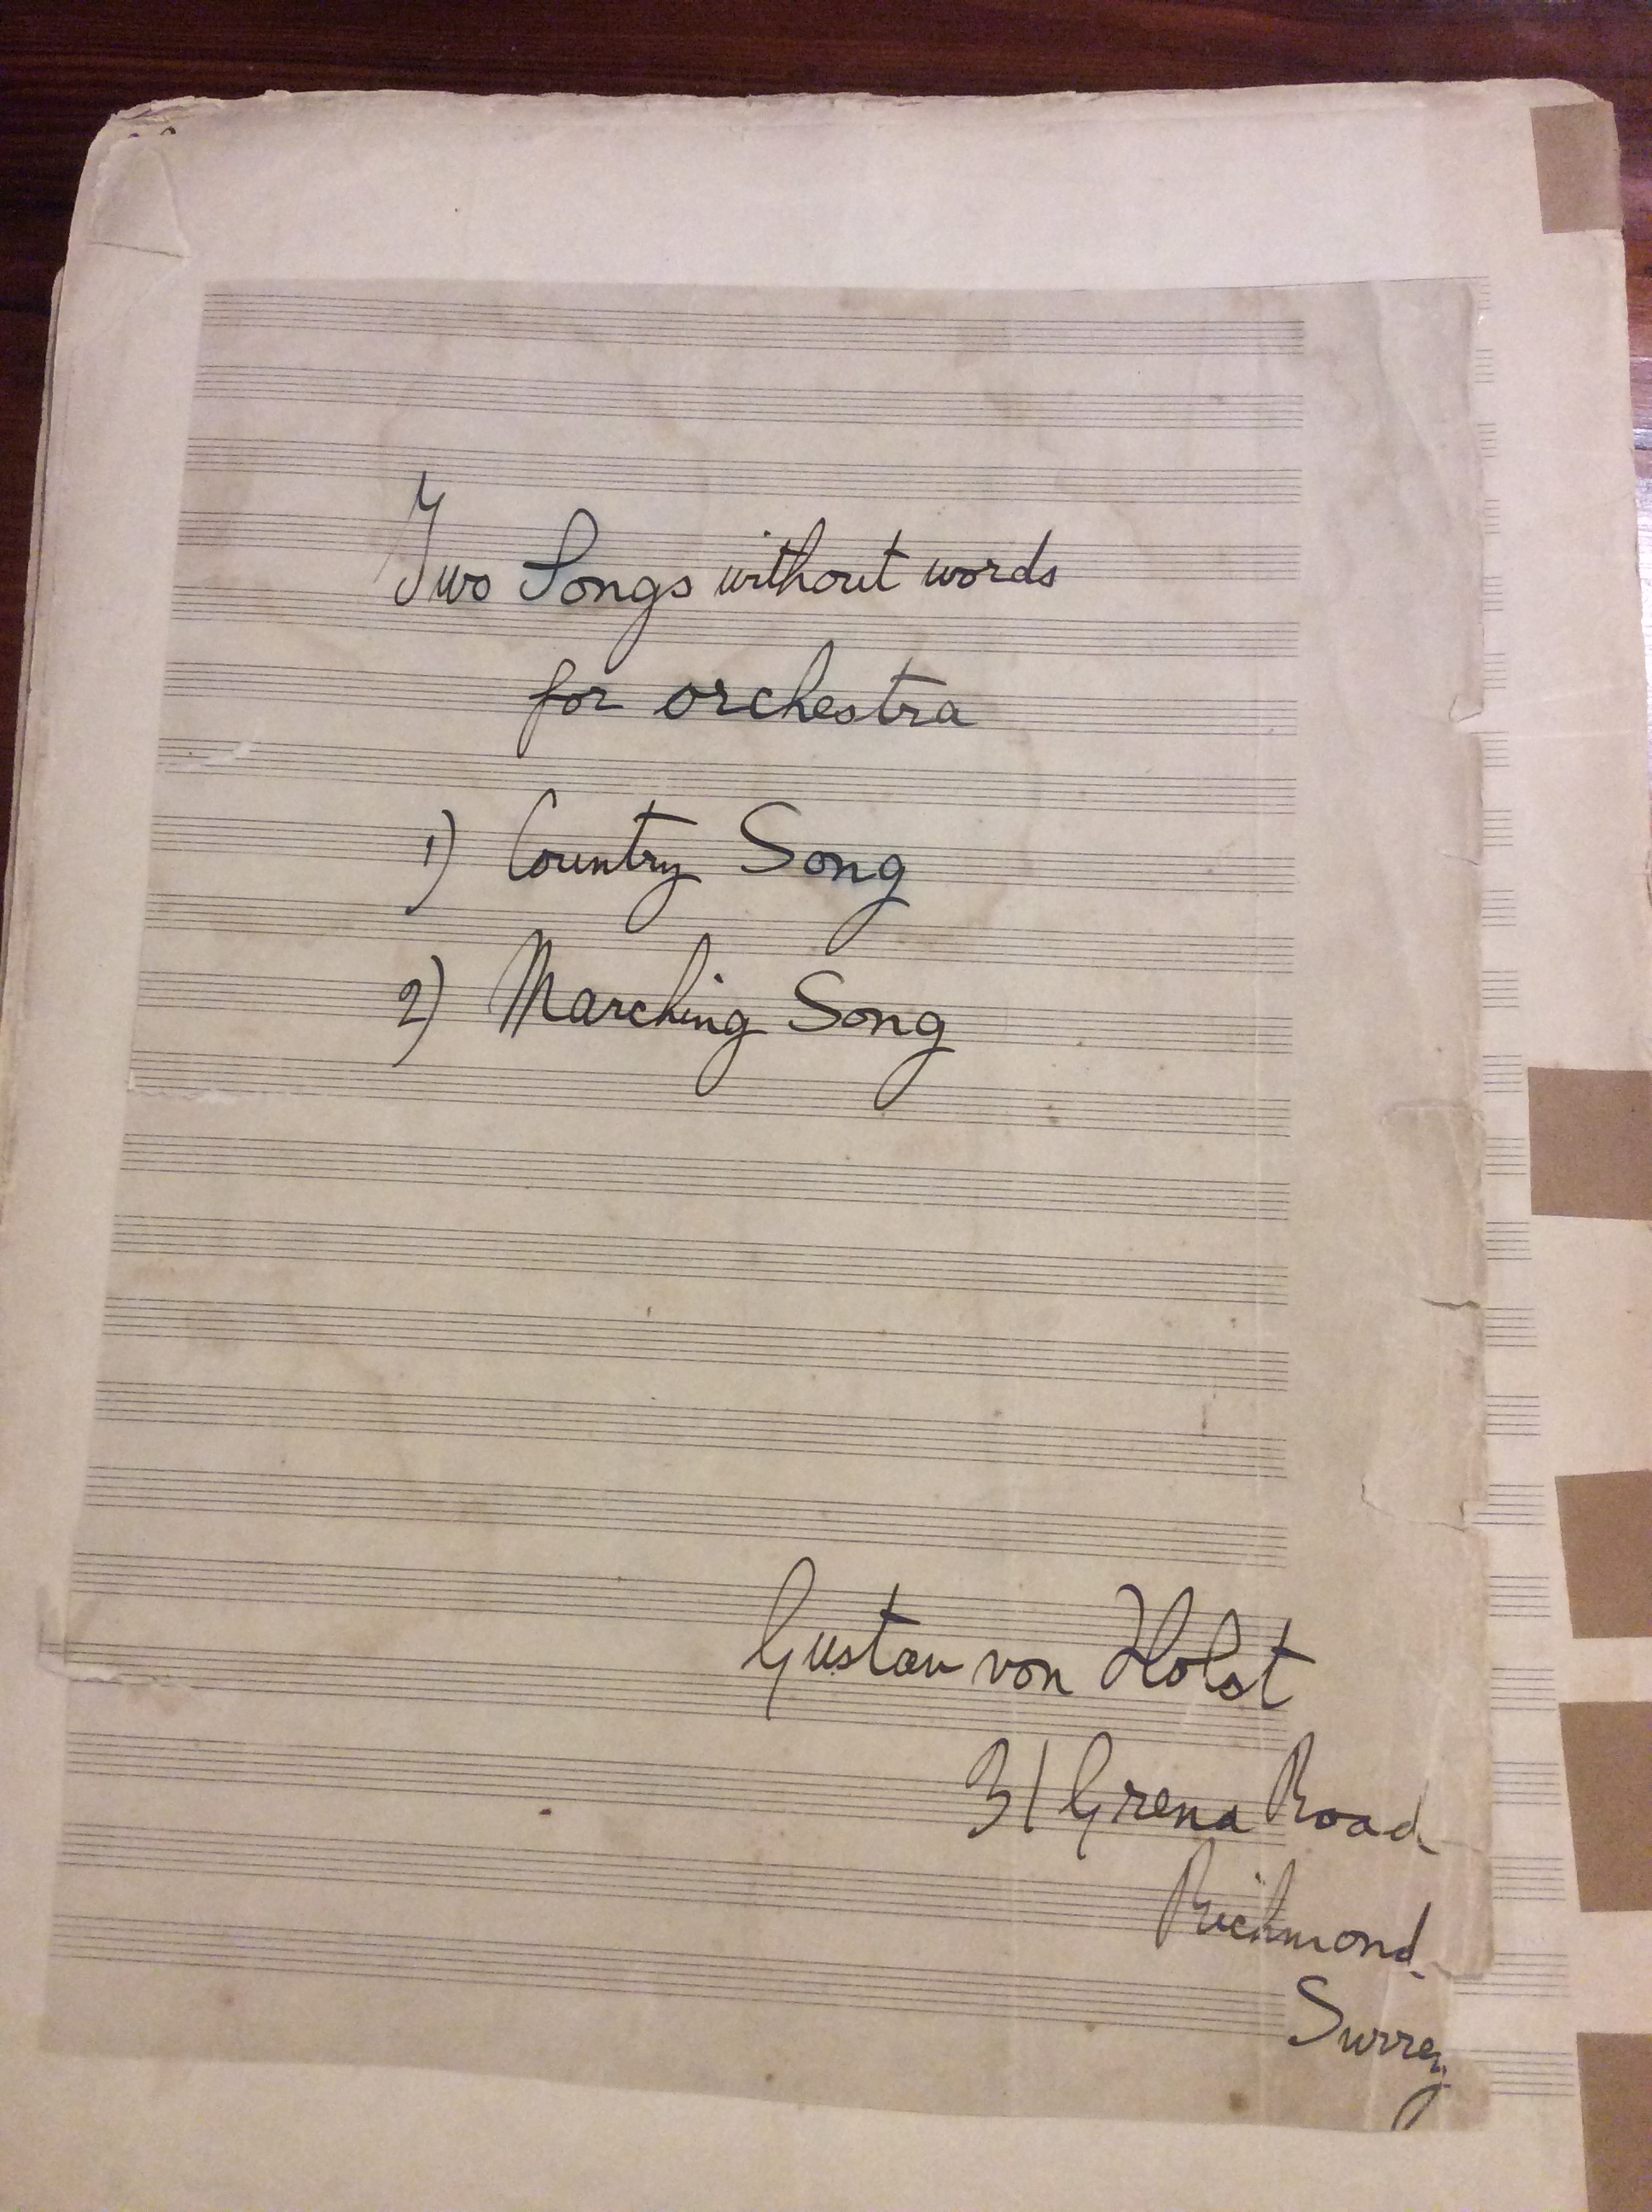 Two Songs without words
for orchestra
1) Country Song
2) Marching Song
Gustav von Holst
31 Grena Road
Richmond
Surrey